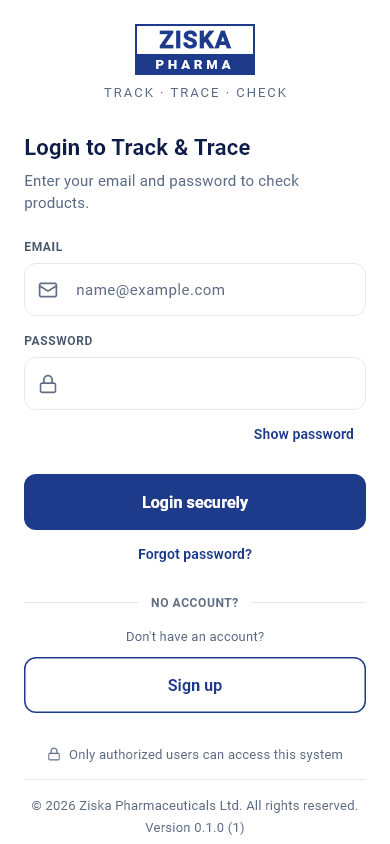 ZISKA
PHARMA
TRACK · TRACE · CHECK
Login to Track & Trace
Enter your email and password to check
products.
EMAIL
name@example.com
PASSWORD
Show password
Login securely
Forgot password?
NO ACCOUNT?
Don't have an account?
Sign up
Only authorized users can access this system
© 2026 Ziska Pharmaceuticals Ltd. All rights reserved.
Version 0.1.0 (1)